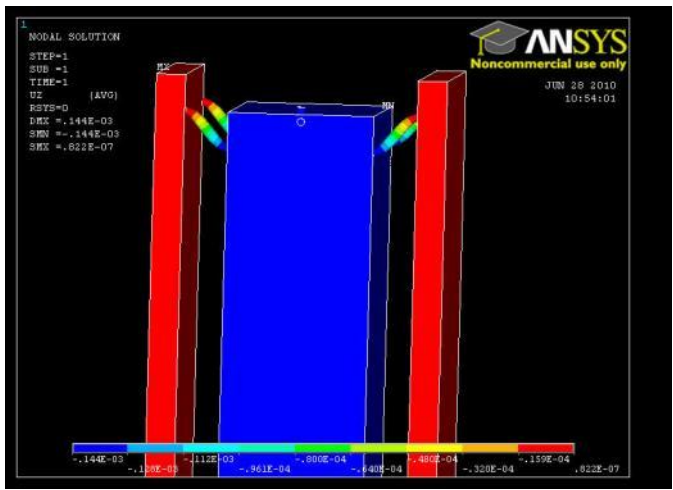 1
NODAL SOLUTION
STEP=1
SUB =1
TIME=1
UZ (AVG)
RSYS=0
DMX =.144E-03
SMN =-.144E-03
SMX =.822E-07
ANSYS
Noncommercial use only
JUN 28 2010
10:54:01
MX
MN
-.144E-03 -.112E-03 -.800E-04 -.480E-04 -.159E-04
-.128E-03 -.961E-04 -.640E-04 -.320E-04 .822E-07